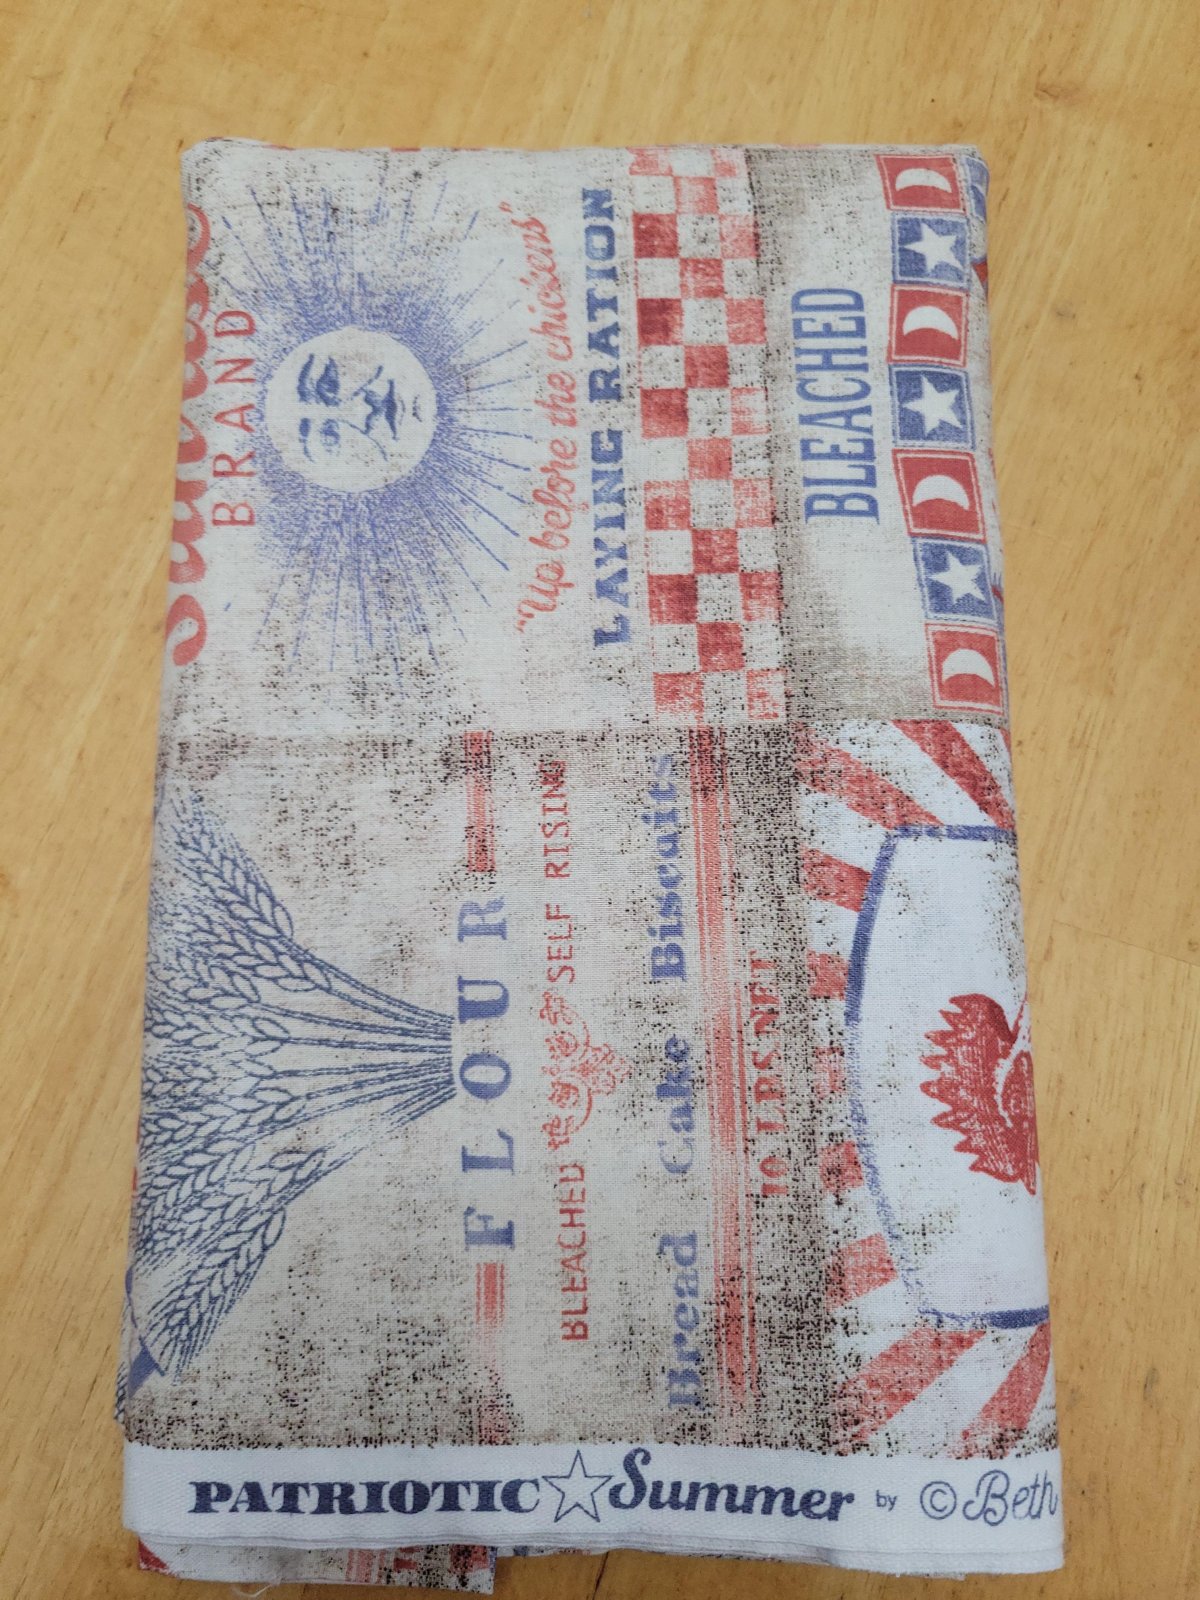 BRAND
"Up before the chickens"
LAYING RATION
BLEACHED
FLOUR
BLEACHED SELF RISING
Bread Cake Biscuits
10 LBS NET
PATRIOTIC Summer by © Beth